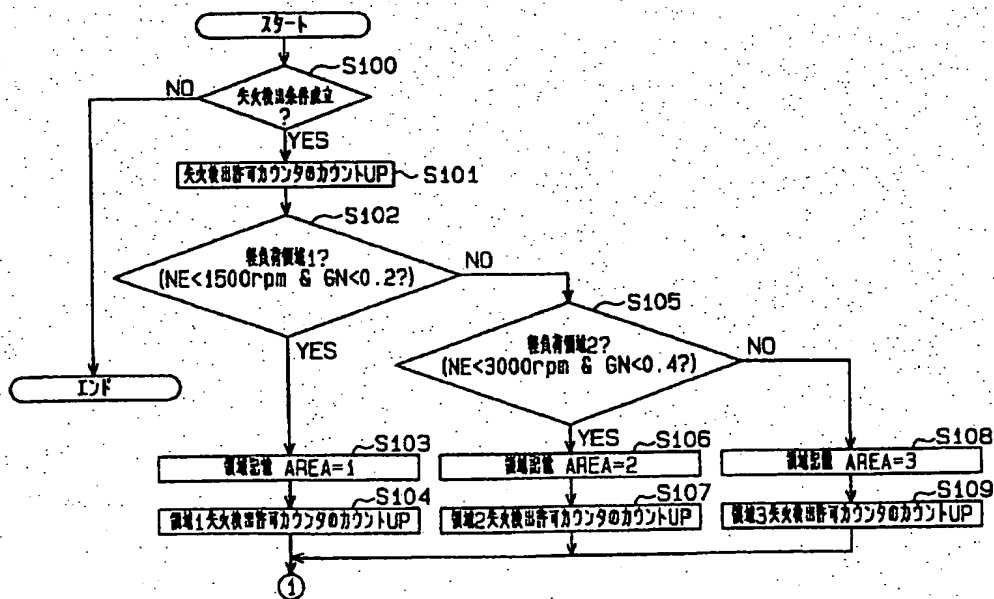 スタート
S100
失火検出条件成立
?
NO
YES
失火検出許可カウンタのカウントUP
S101
S102
軽負荷領域1?
(NE<1500rpm & GN<0.2?)
NO
YES
S105
軽負荷領域2?
(NE<3000rpm & GN<0.4?)
NO
YES
エンド
S103
領域記憶 AREA=1
S106
領域記憶 AREA=2
S108
領域記憶 AREA=3
S104
領域1失火検出許可カウンタのカウントUP
S107
領域2失火検出許可カウンタのカウントUP
S109
領域3失火検出許可カウンタのカウントUP
1